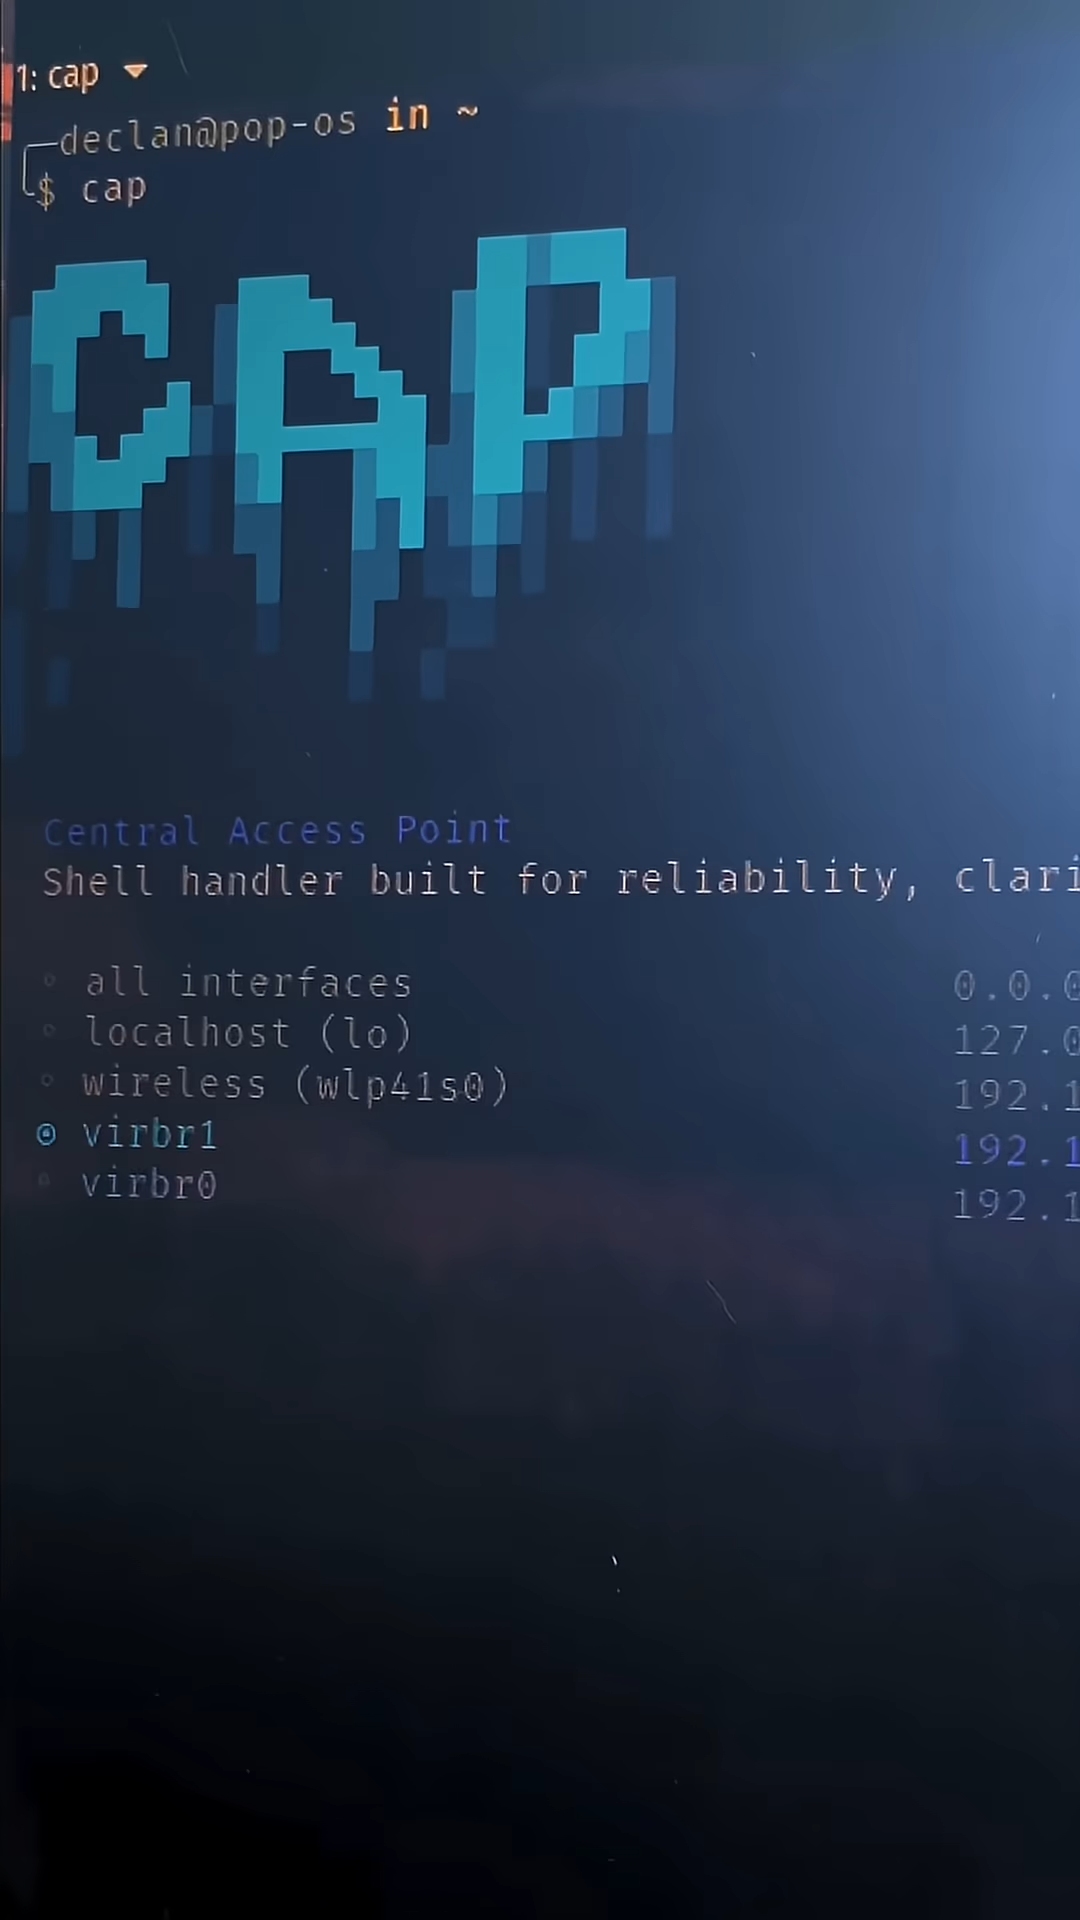 1: cap
declan@pop-os in ~
$ cap
CAP
Central Access Point
Shell handler built for reliability, clari
all interfaces 0.0.0
localhost (lo) 127.0
wireless (wlp41s0) 192.1
virbr1 192.1
virbr0 192.1